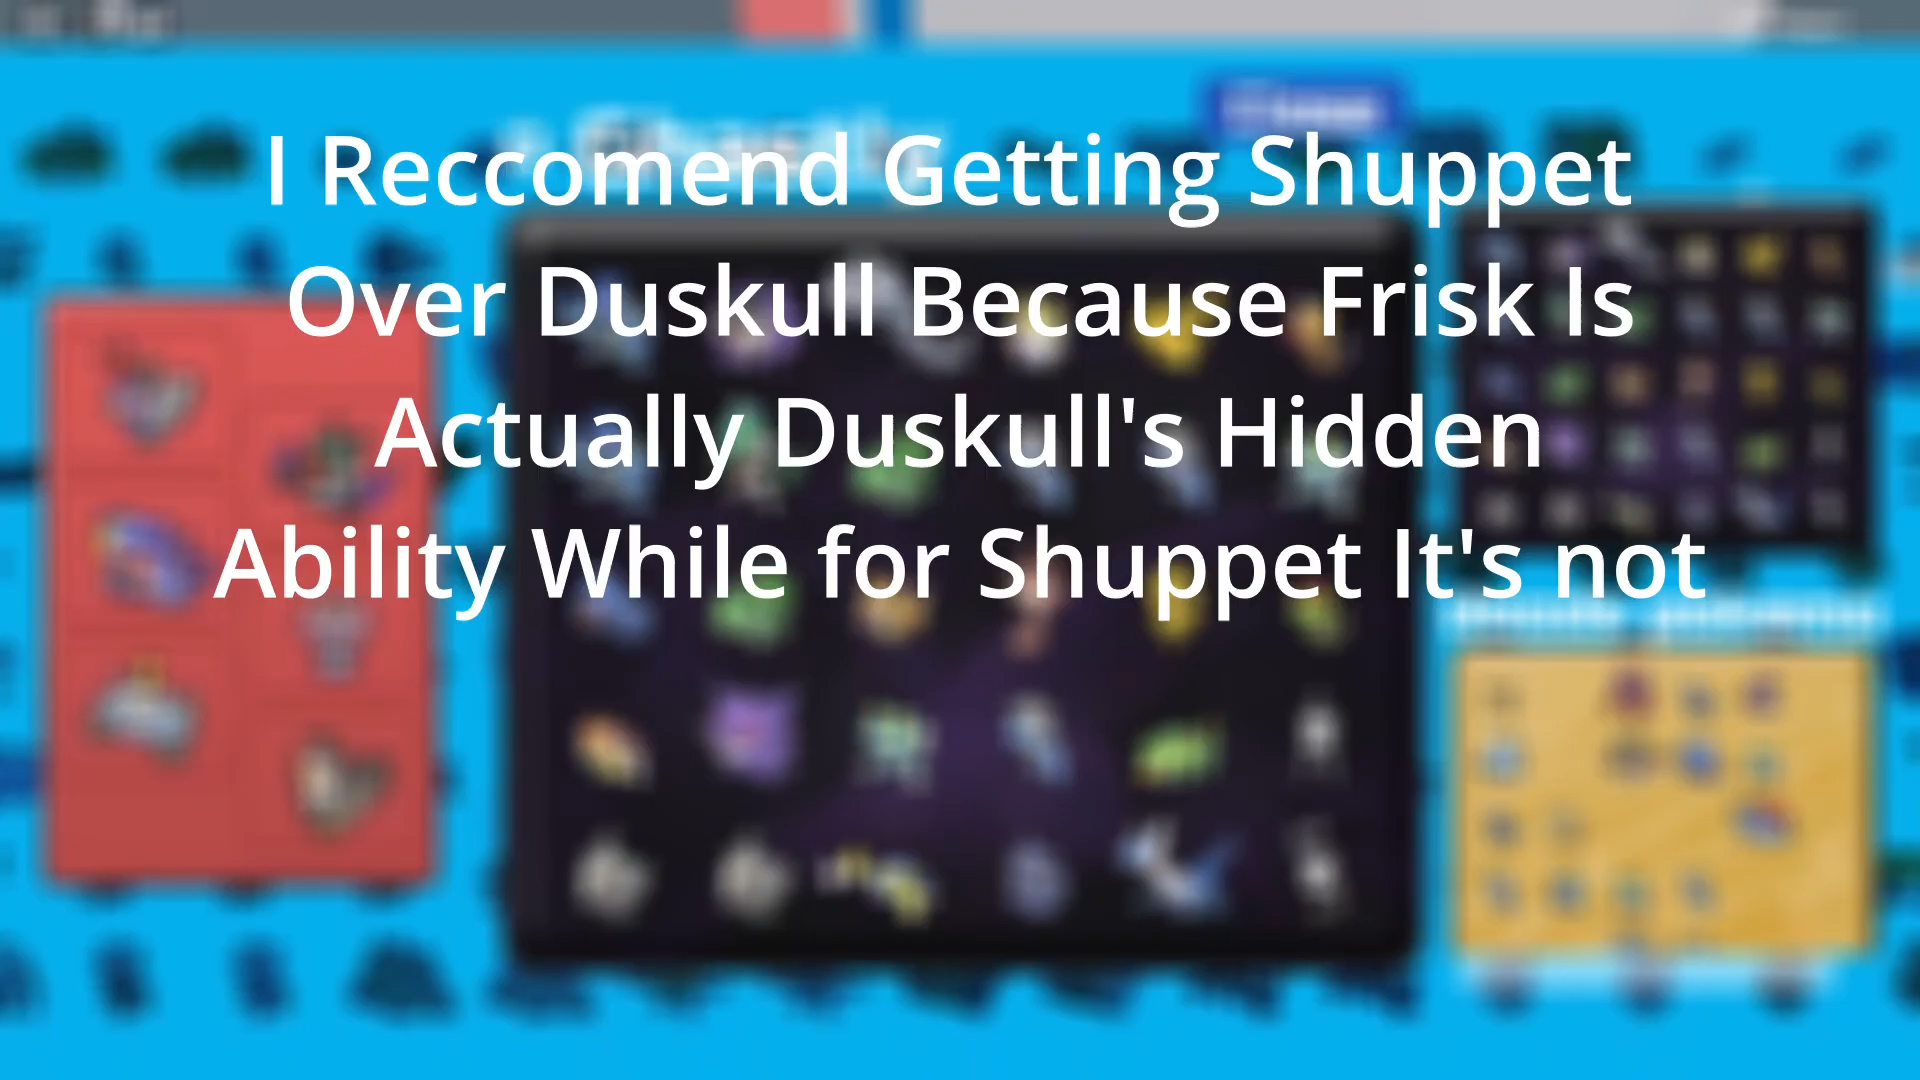 I Reccomend Getting Shuppet
Over Duskull Because Frisk Is
Actually Duskull's Hidden
Ability While for Shuppet It's not